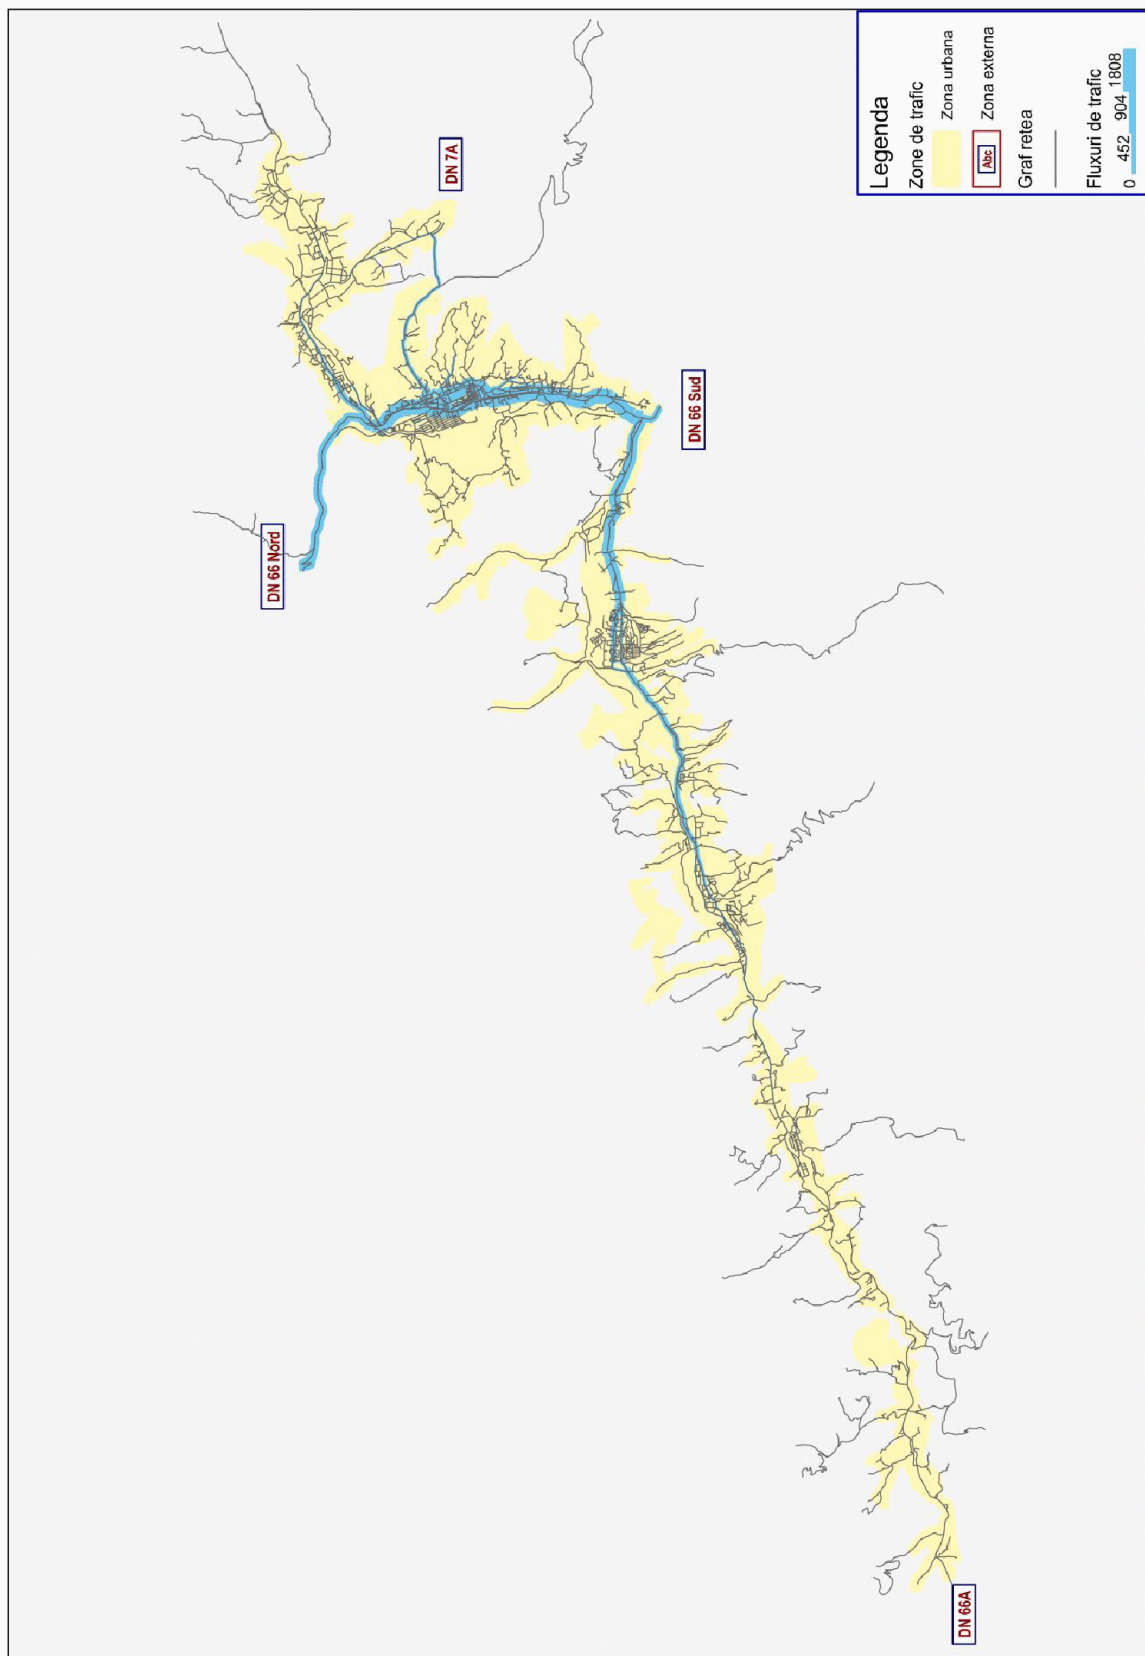 DN 7A
DN 66 Nord
DN 66 Sud
DN 66A
Legenda
Zone de trafic
Zona urbana
Abc
Zona externa
Graf retea
Fluxuri de trafic
0 452 904 1808